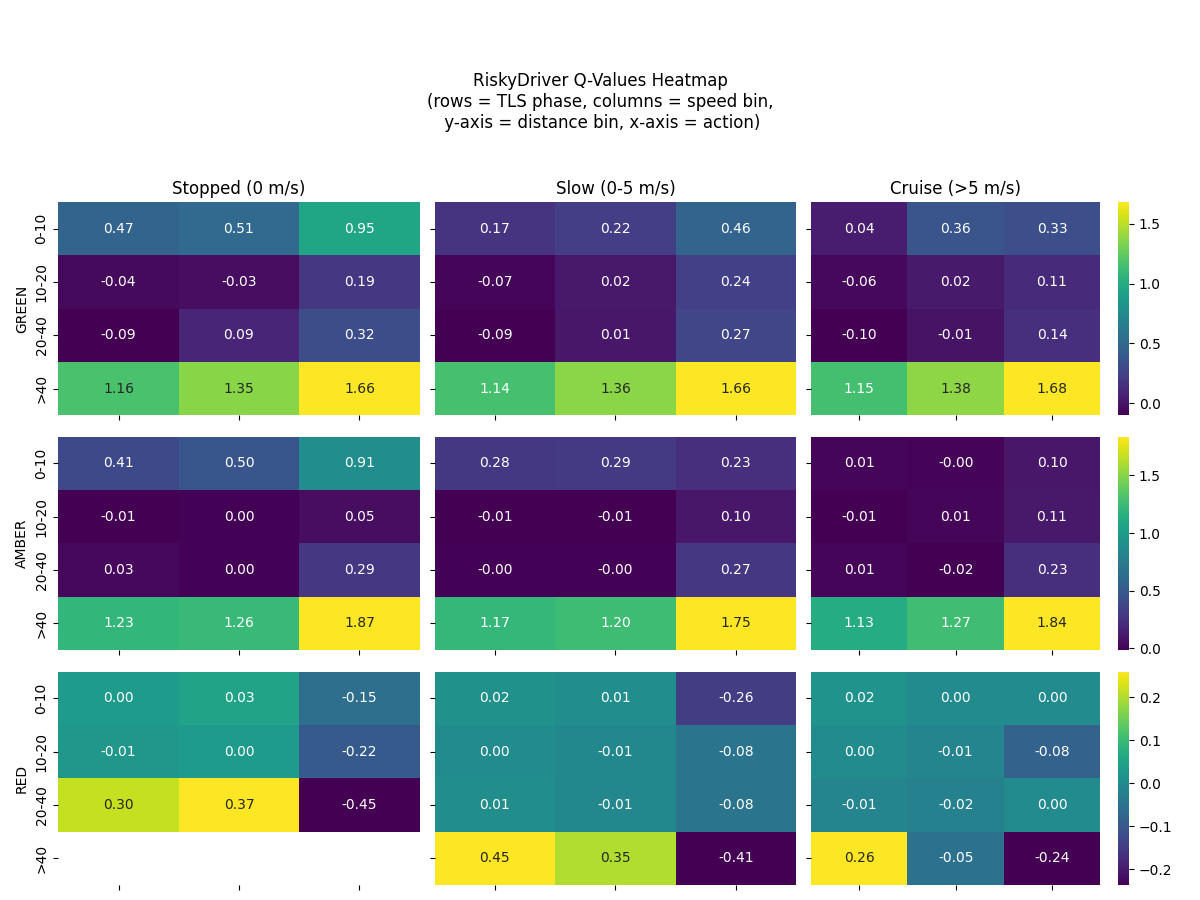 RiskyDriver Q-Values Heatmap
(rows = TLS phase, columns = speed bin,
y-axis = distance bin, x-axis = action)
Stopped (0 m/s) Slow (0-5 m/s) Cruise (>5 m/s)
GREEN
0-10 0.47 0.51 0.95 0.17 0.22 0.46 0.04 0.36 0.33
10-20 -0.04 -0.03 0.19 -0.07 0.02 0.24 -0.06 0.02 0.11
20-40 -0.09 0.09 0.32 -0.09 0.01 0.27 -0.10 -0.01 0.14
>40 1.16 1.35 1.66 1.14 1.36 1.66 1.15 1.38 1.68
1.5
1.0
0.5
0.0
AMBER
0-10 0.41 0.50 0.91 0.28 0.29 0.23 0.01 -0.00 0.10
10-20 -0.01 0.00 0.05 -0.01 -0.01 0.10 -0.01 0.01 0.11
20-40 0.03 0.00 0.29 -0.00 -0.00 0.27 0.01 -0.02 0.23
>40 1.23 1.26 1.87 1.17 1.20 1.75 1.13 1.27 1.84
1.5
1.0
0.5
0.0
RED
0-10 0.00 0.03 -0.15 0.02 0.01 -0.26 0.02 0.00 0.00
10-20 -0.01 0.00 -0.22 0.00 -0.01 -0.08 0.00 -0.01 -0.08
20-40 0.30 0.37 -0.45 0.01 -0.01 -0.08 -0.01 -0.02 0.00
>40 0.45 0.35 -0.41 0.26 -0.05 -0.24
0.2
0.1
0.0
−0.1
−0.2